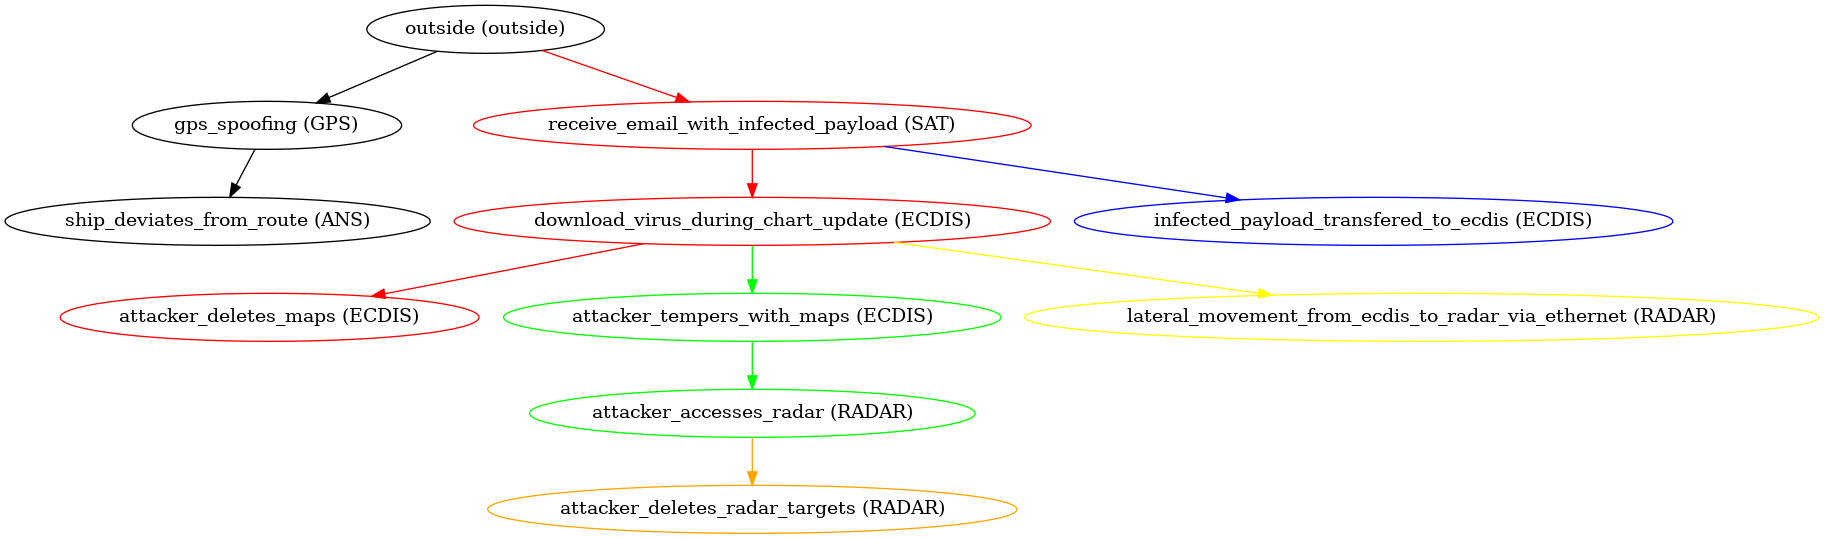 outside (outside)
gps_spoofing (GPS)
receive_email_with_infected_payload (SAT)
ship_deviates_from_route (ANS)
download_virus_during_chart_update (ECDIS)
infected_payload_transfered_to_ecdis (ECDIS)
attacker_deletes_maps (ECDIS)
attacker_tempers_with_maps (ECDIS)
lateral_movement_from_ecdis_to_radar_via_ethernet (RADAR)
attacker_accesses_radar (RADAR)
attacker_deletes_radar_targets (RADAR)